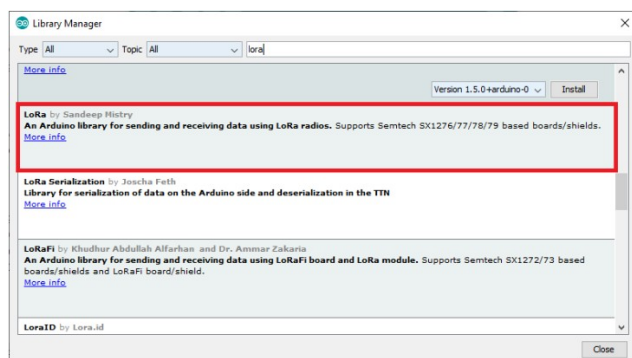 Library Manager
Type All Topic All lora
More info
Version 1.5.0+arduino-0 Install
LoRa by Sandeep Mistry
An Arduino library for sending and receiving data using LoRa radios. Supports Semtech SX1276/77/78/79 based boards/shields.
More info
LoRa Serialization by Joscha Feth
Library for serialization of data on the Arduino side and deserialization in the TTN
More info
LoRaFi by Khudhur Abdullah Alfarhan and Dr. Ammar Zakaria
An Arduino library for sending and receiving data using LoRaFi board and LoRa module. Supports Semtech SX1272/73 based
boards/shields and LoRaFi board/shield.
More info
LoraID by Lora.id
Close